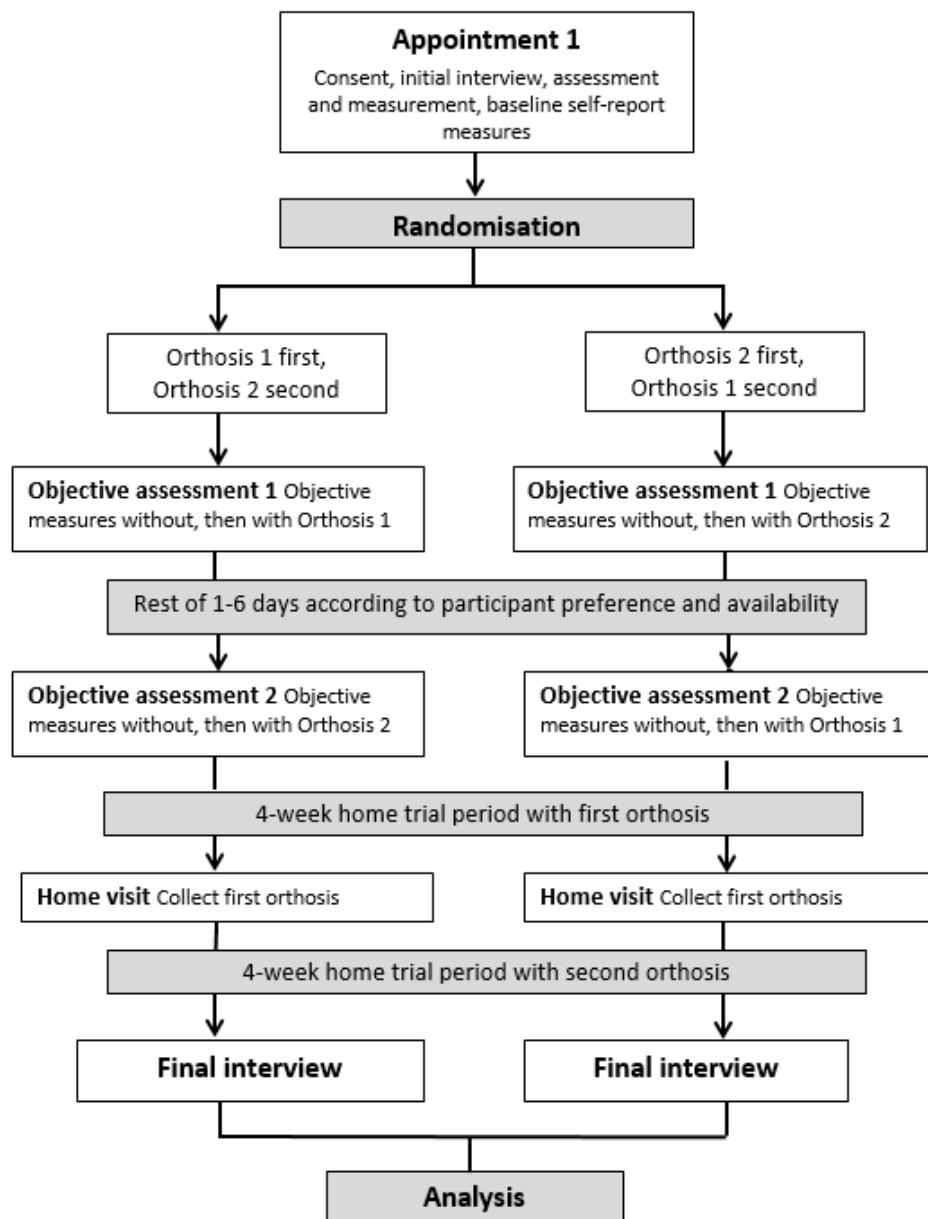 Appointment 1
Consent, initial interview, assessment
and measurement, baseline self-report
measures
Randomisation
Orthosis 1 first,
Orthosis 2 second
Orthosis 2 first,
Orthosis 1 second
Objective assessment 1 Objective
measures without, then with Orthosis 1
Objective assessment 1 Objective
measures without, then with Orthosis 2
Rest of 1-6 days according to participant preference and availability
Objective assessment 2 Objective
measures without, then with Orthosis 2
Objective assessment 2 Objective
measures without, then with Orthosis 1
4-week home trial period with first orthosis
Home visit Collect first orthosis
Home visit Collect first orthosis
4-week home trial period with second orthosis
Final interview
Final interview
Analysis